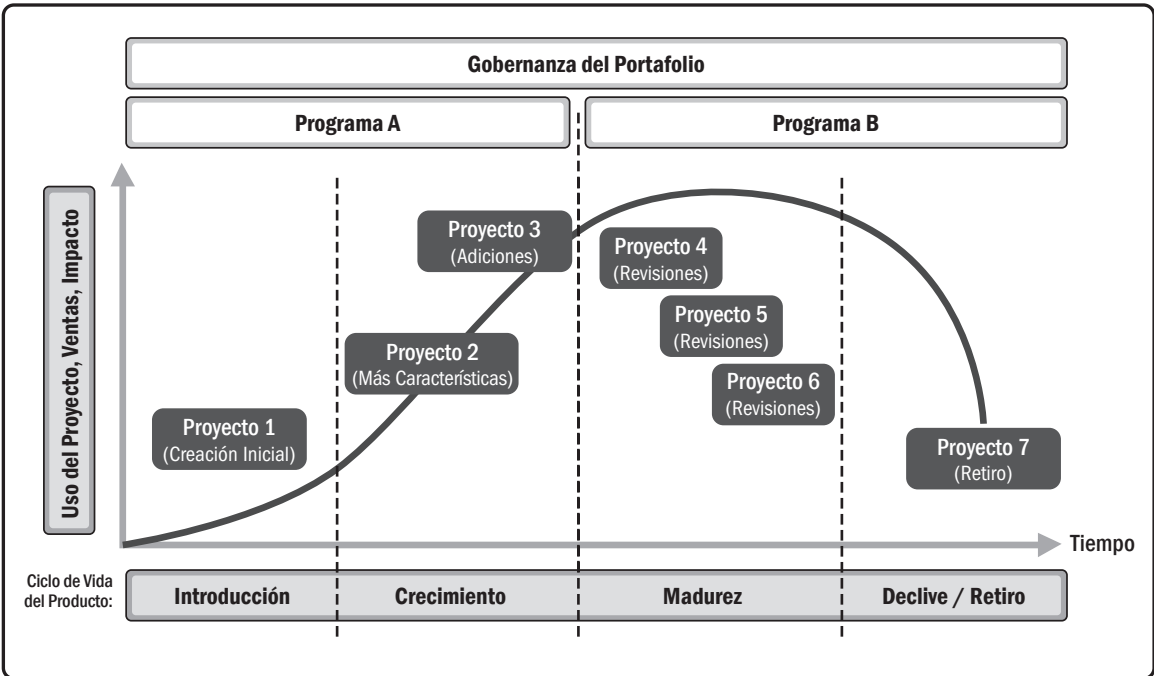 Gobernanza del Portafolio
Programa A
Programa B
Uso del Proyecto, Ventas, Impacto
Proyecto 3
(Adiciones)
Proyecto 4
(Revisiones)
Proyecto 5
(Revisiones)
Proyecto 2
(Más Características)
Proyecto 6
(Revisiones)
Proyecto 1
(Creación Inicial)
Proyecto 7
(Retiro)
Tiempo
Ciclo de Vida
del Producto:
Introducción
Crecimiento
Madurez
Declive / Retiro